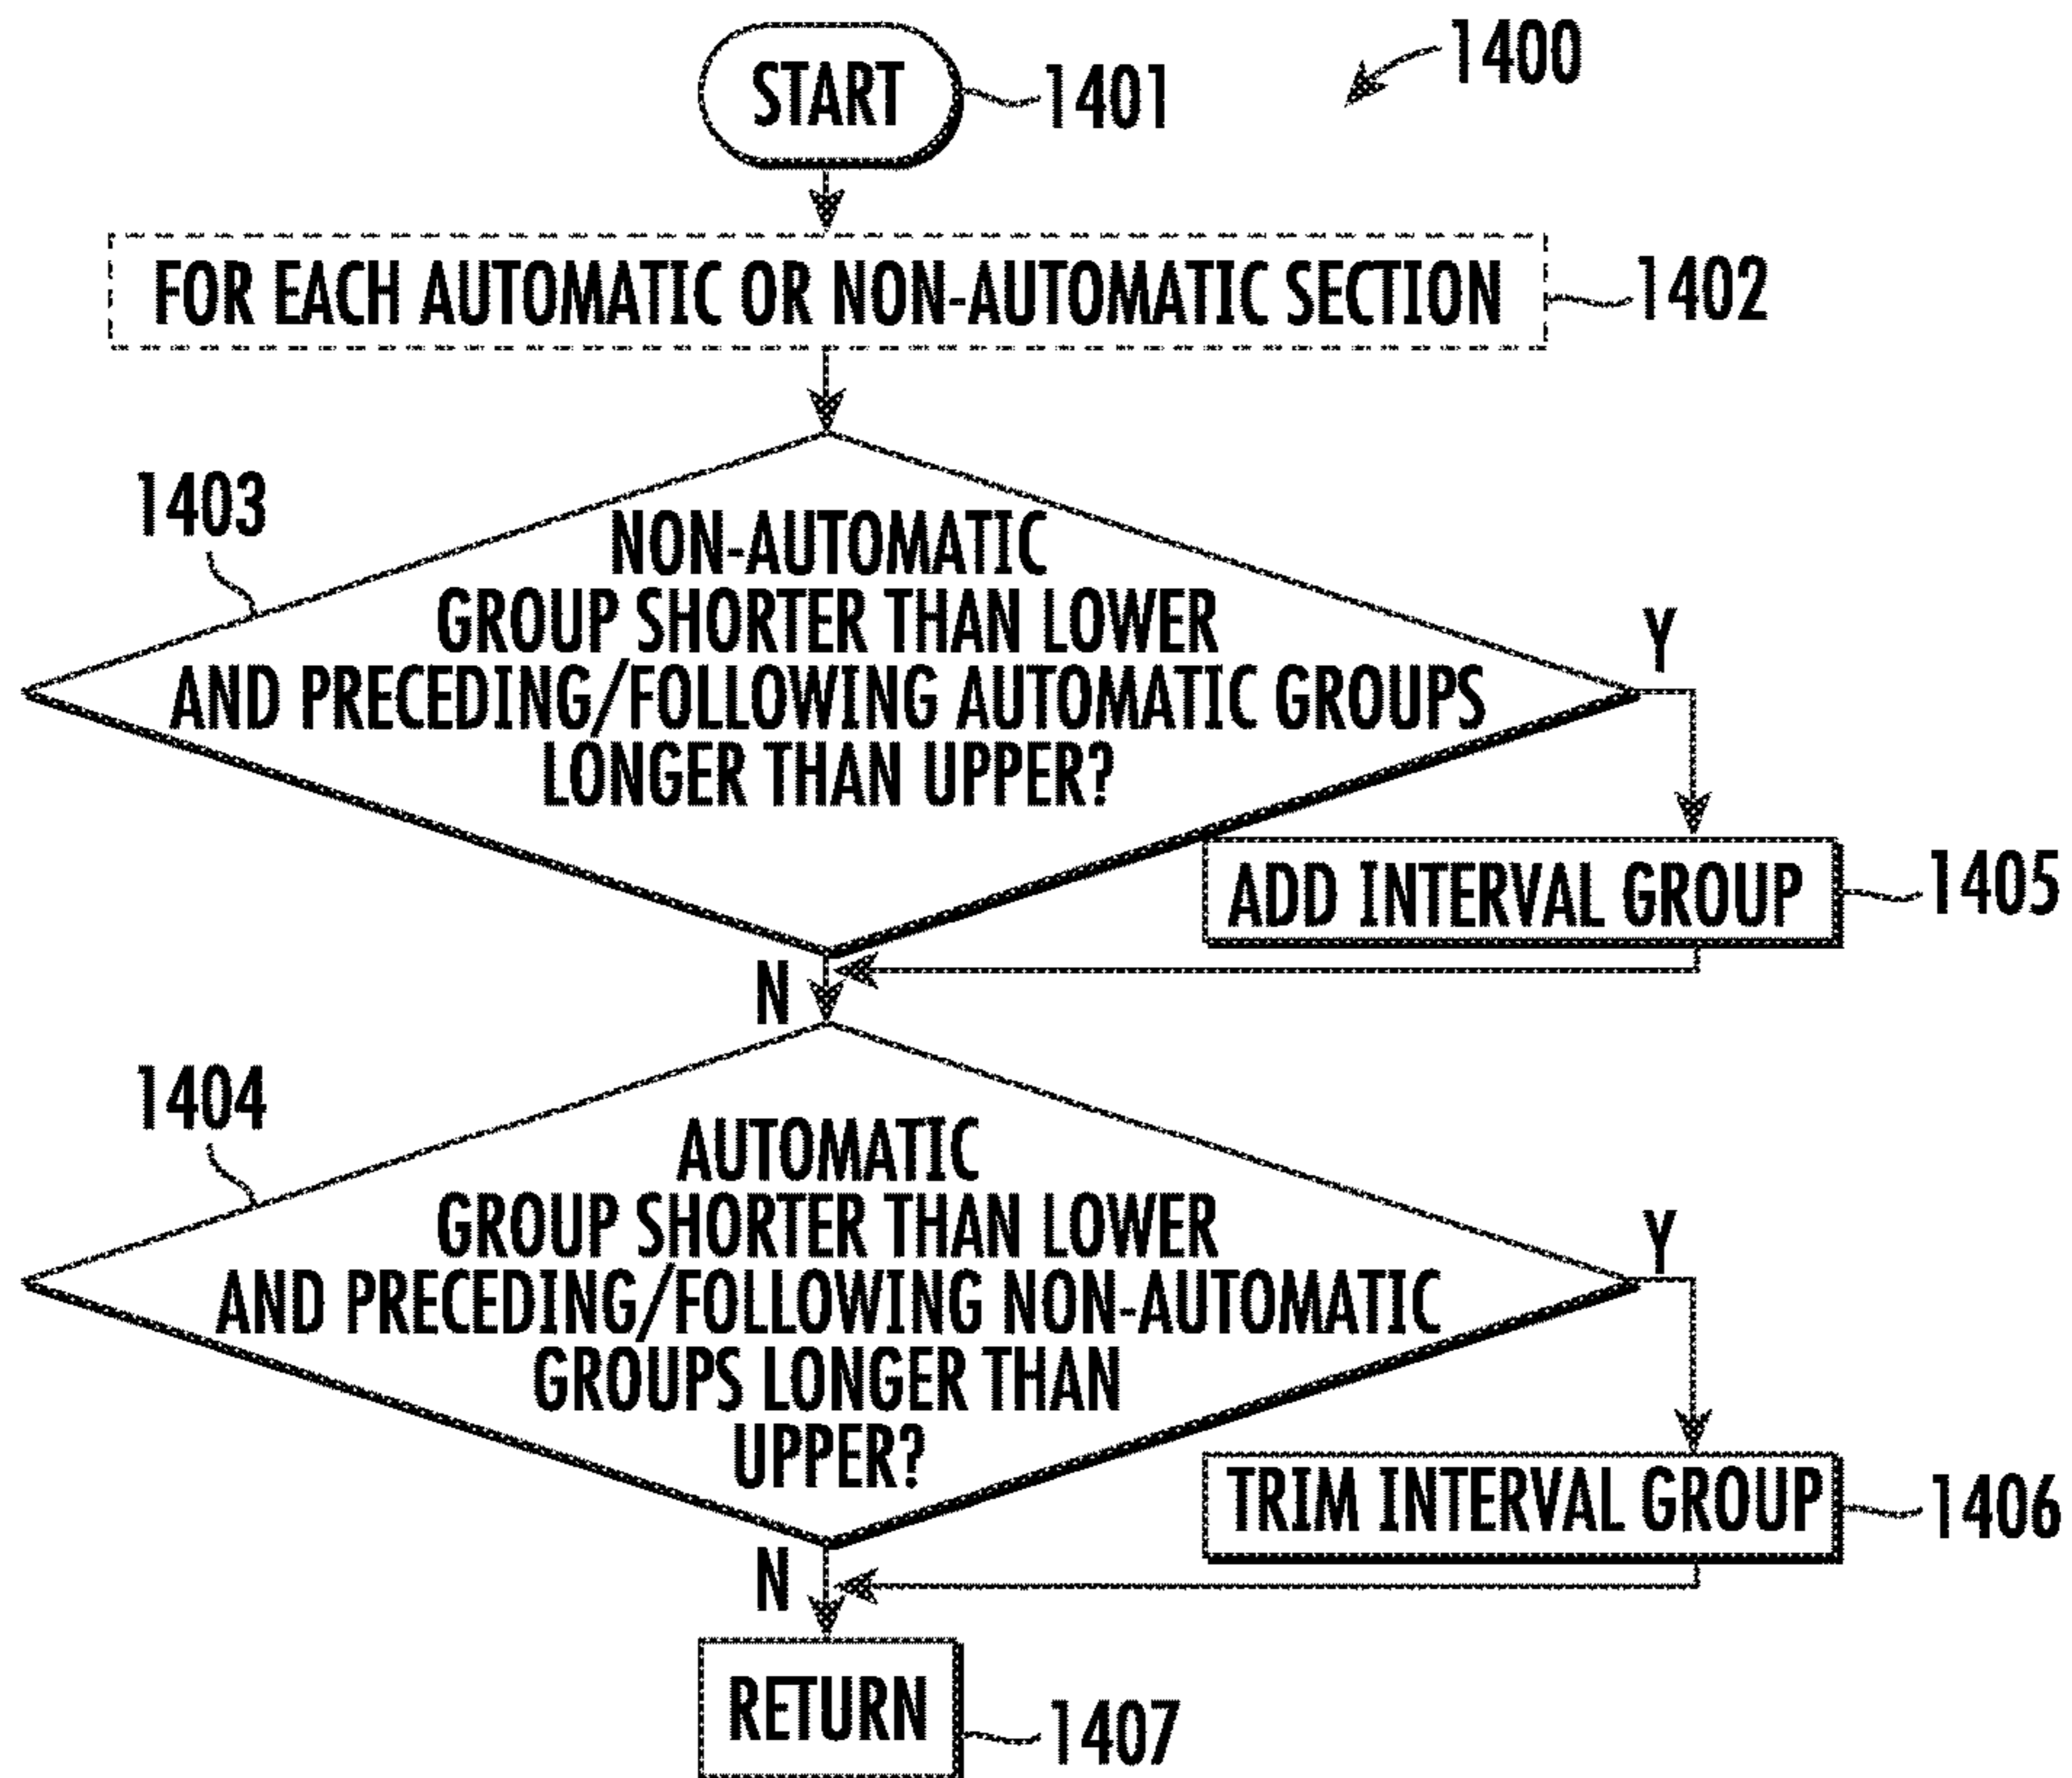 1400
START
1401
FOR EACH AUTOMATIC OR NON-AUTOMATIC SECTION
1402
1403
NON-AUTOMATIC
GROUP SHORTER THAN LOWER
AND PRECEDING/FOLLOWING AUTOMATIC GROUPS
LONGER THAN UPPER?
Y
ADD INTERVAL GROUP
1405
N
1404
AUTOMATIC
GROUP SHORTER THAN LOWER
AND PRECEDING/FOLLOWING NON-AUTOMATIC
GROUPS LONGER THAN
UPPER?
Y
TRIM INTERVAL GROUP
1406
N
RETURN
1407